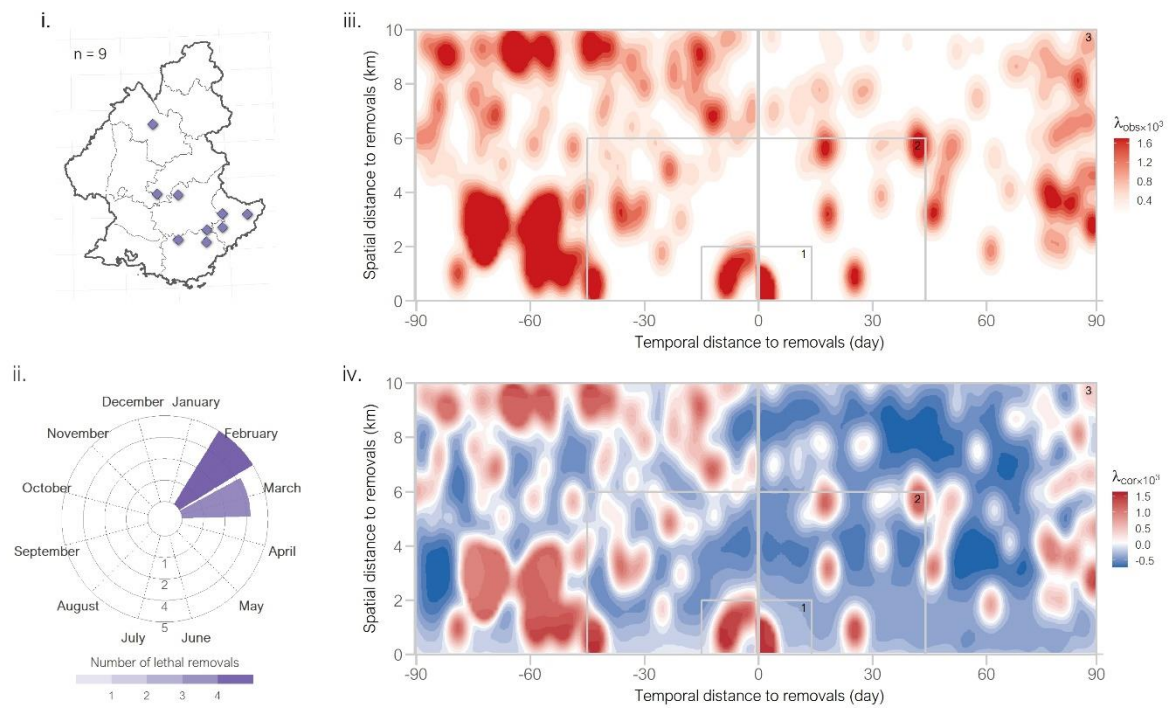 i.
n = 9
ii.
December January
November February
October March
September April
August May
July June
1
2
4
5
Number of lethal removals
1 2 3 4
iii.
Spatial distance to removals (km)
10
8
6
4
2
0
3
2
1
-90 -60 -30 0 30 60 90
Temporal distance to removals (day)
λobs×10³
1.6
1.2
0.8
0.4
iv.
Spatial distance to removals (km)
10
8
6
4
2
0
3
2
1
-90 -60 -30 0 30 60 90
Temporal distance to removals (day)
λcor×10³
1.5
1.0
0.5
0.0
-0.5